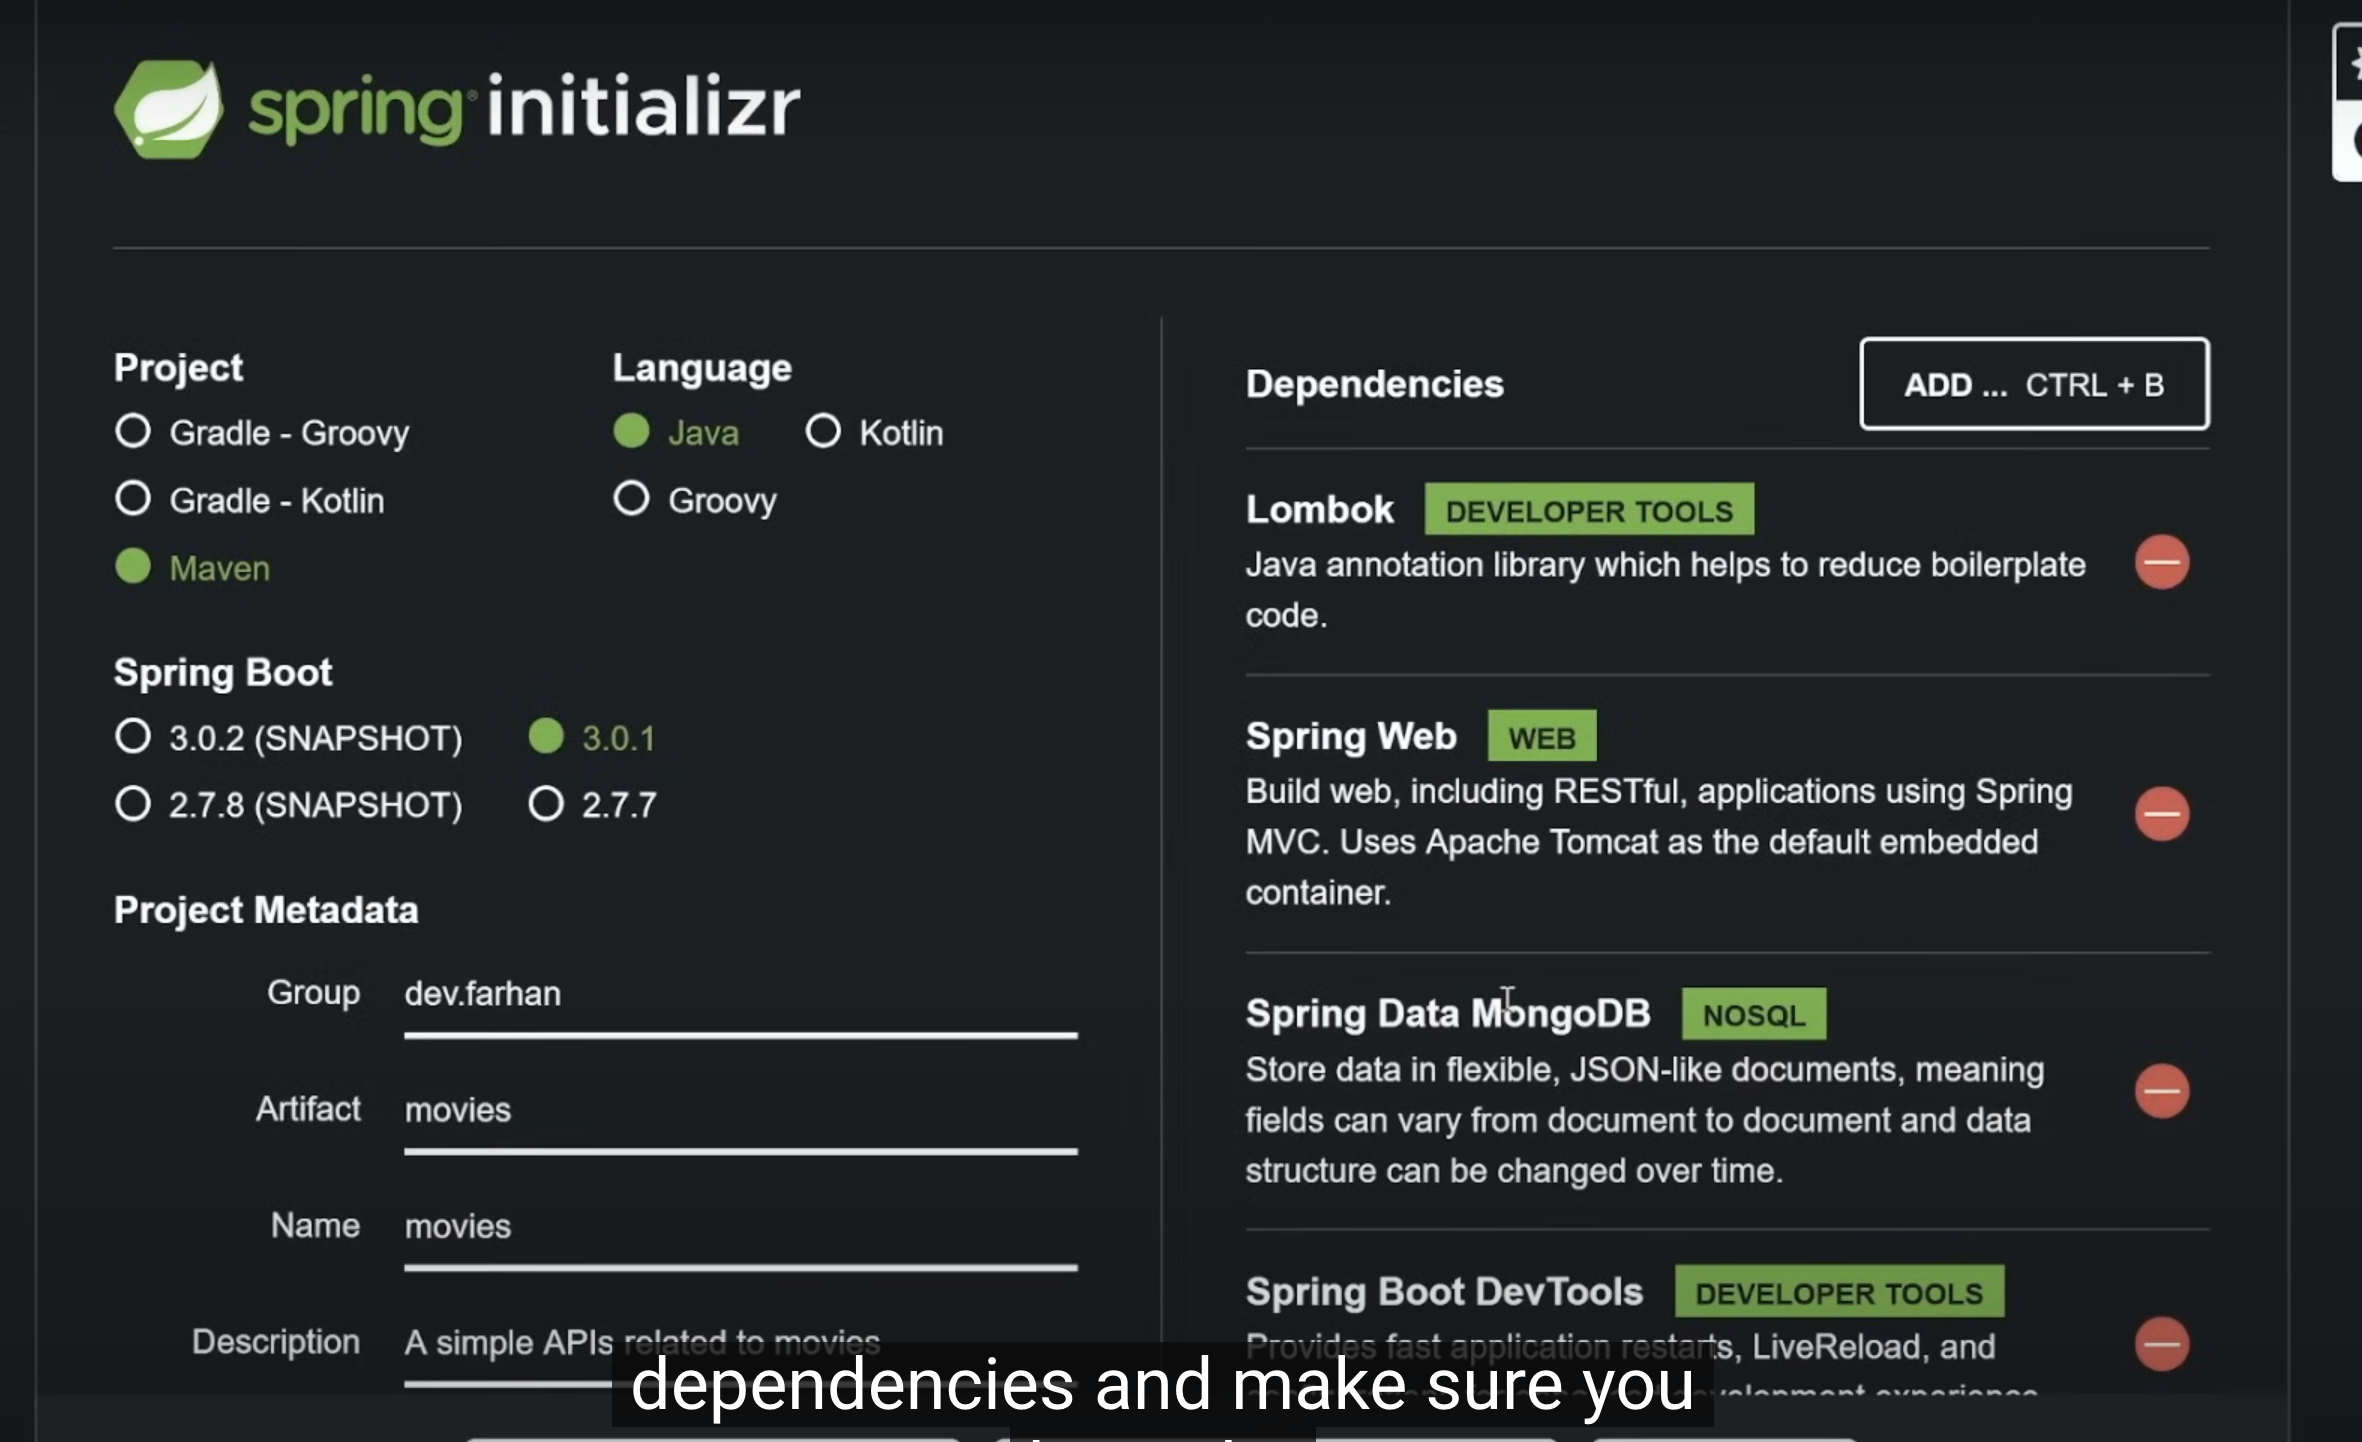 spring initializr
Project
Gradle - Groovy
Gradle - Kotlin
Maven
Language
Java
Kotlin
Groovy
Spring Boot
3.0.2 (SNAPSHOT)
3.0.1
2.7.8 (SNAPSHOT)
2.7.7
Project Metadata
Group
dev.farhan
Artifact
movies
Name
movies
Description
A simple APIs related to movies
Dependencies
ADD ... CTRL + B
Lombok DEVELOPER TOOLS
Java annotation library which helps to reduce boilerplate
code.
Spring Web WEB
Build web, including RESTful, applications using Spring
MVC. Uses Apache Tomcat as the default embedded
container.
Spring Data MongoDB NOSQL
Store data in flexible, JSON-like documents, meaning
fields can vary from document to document and data
structure can be changed over time.
Spring Boot DevTools DEVELOPER TOOLS
Provides fast application restarts, LiveReload, and
dependencies and make sure you